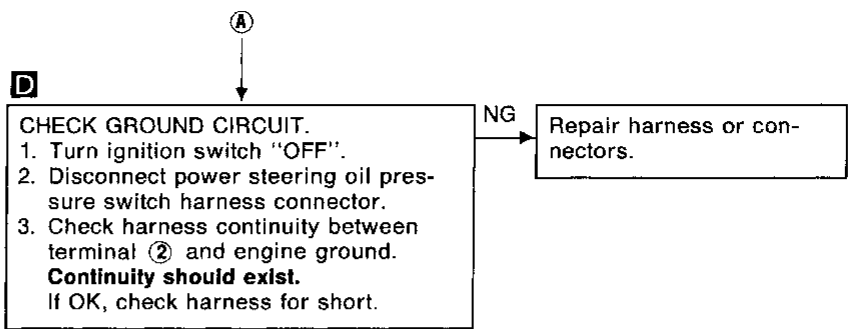 Ⓐ
D
CHECK GROUND CIRCUIT.
1. Turn ignition switch "OFF".
2. Disconnect power steering oil pres-
sure switch harness connector.
3. Check harness continuity between
terminal ② and engine ground.
Continuity should exist.
If OK, check harness for short.
NG
Repair harness or con-
nectors.